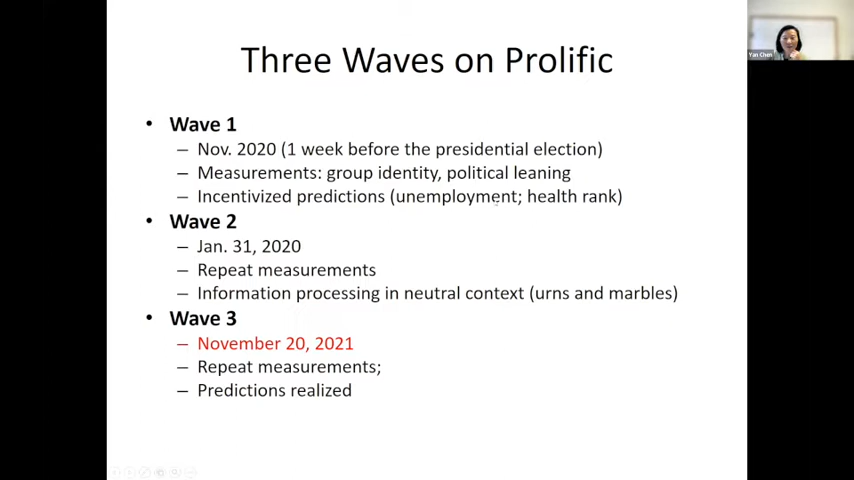 Three Waves on Prolific
Yan Chen
• Wave 1
– Nov. 2020 (1 week before the presidential election)
– Measurements: group identity, political leaning
– Incentivized predictions (unemployment; health rank)
• Wave 2
– Jan. 31, 2020
– Repeat measurements
– Information processing in neutral context (urns and marbles)
• Wave 3
– November 20, 2021
– Repeat measurements;
– Predictions realized